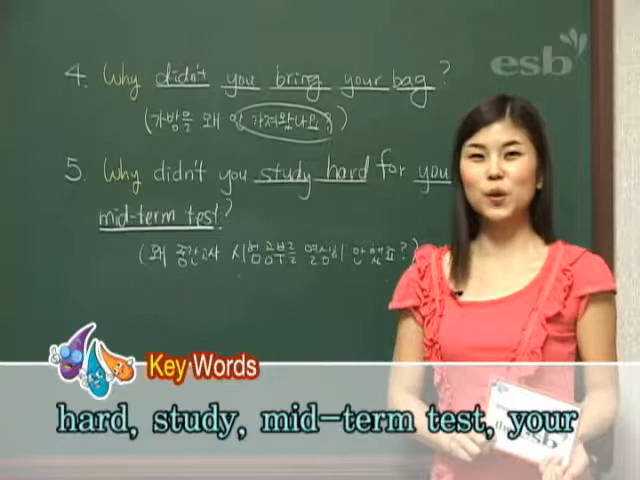 esb
4. Why didn't you bring your bag?
(가방을 왜 안 가져왔나요?)
5. Why didn't you study hard for you
mid-term test?
(왜 중간고사 시험공부를 열심히 안 했죠?)
Key Words
hard, study, mid-term test, your
esb